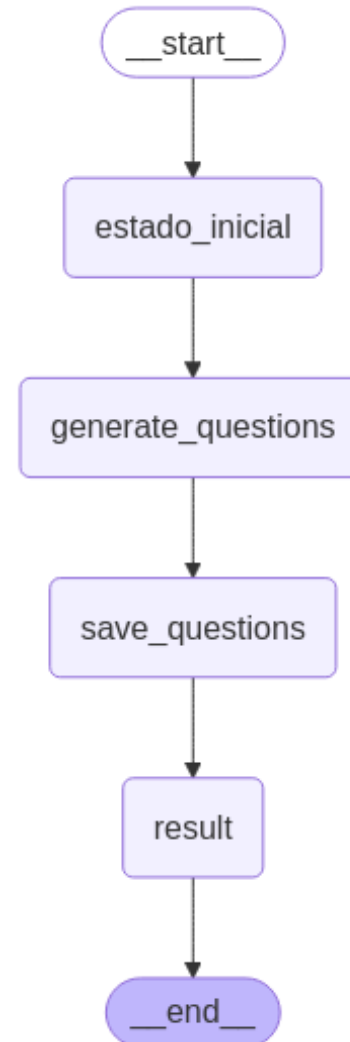 __start__
estado_inicial
generate_questions
save_questions
result
__end__